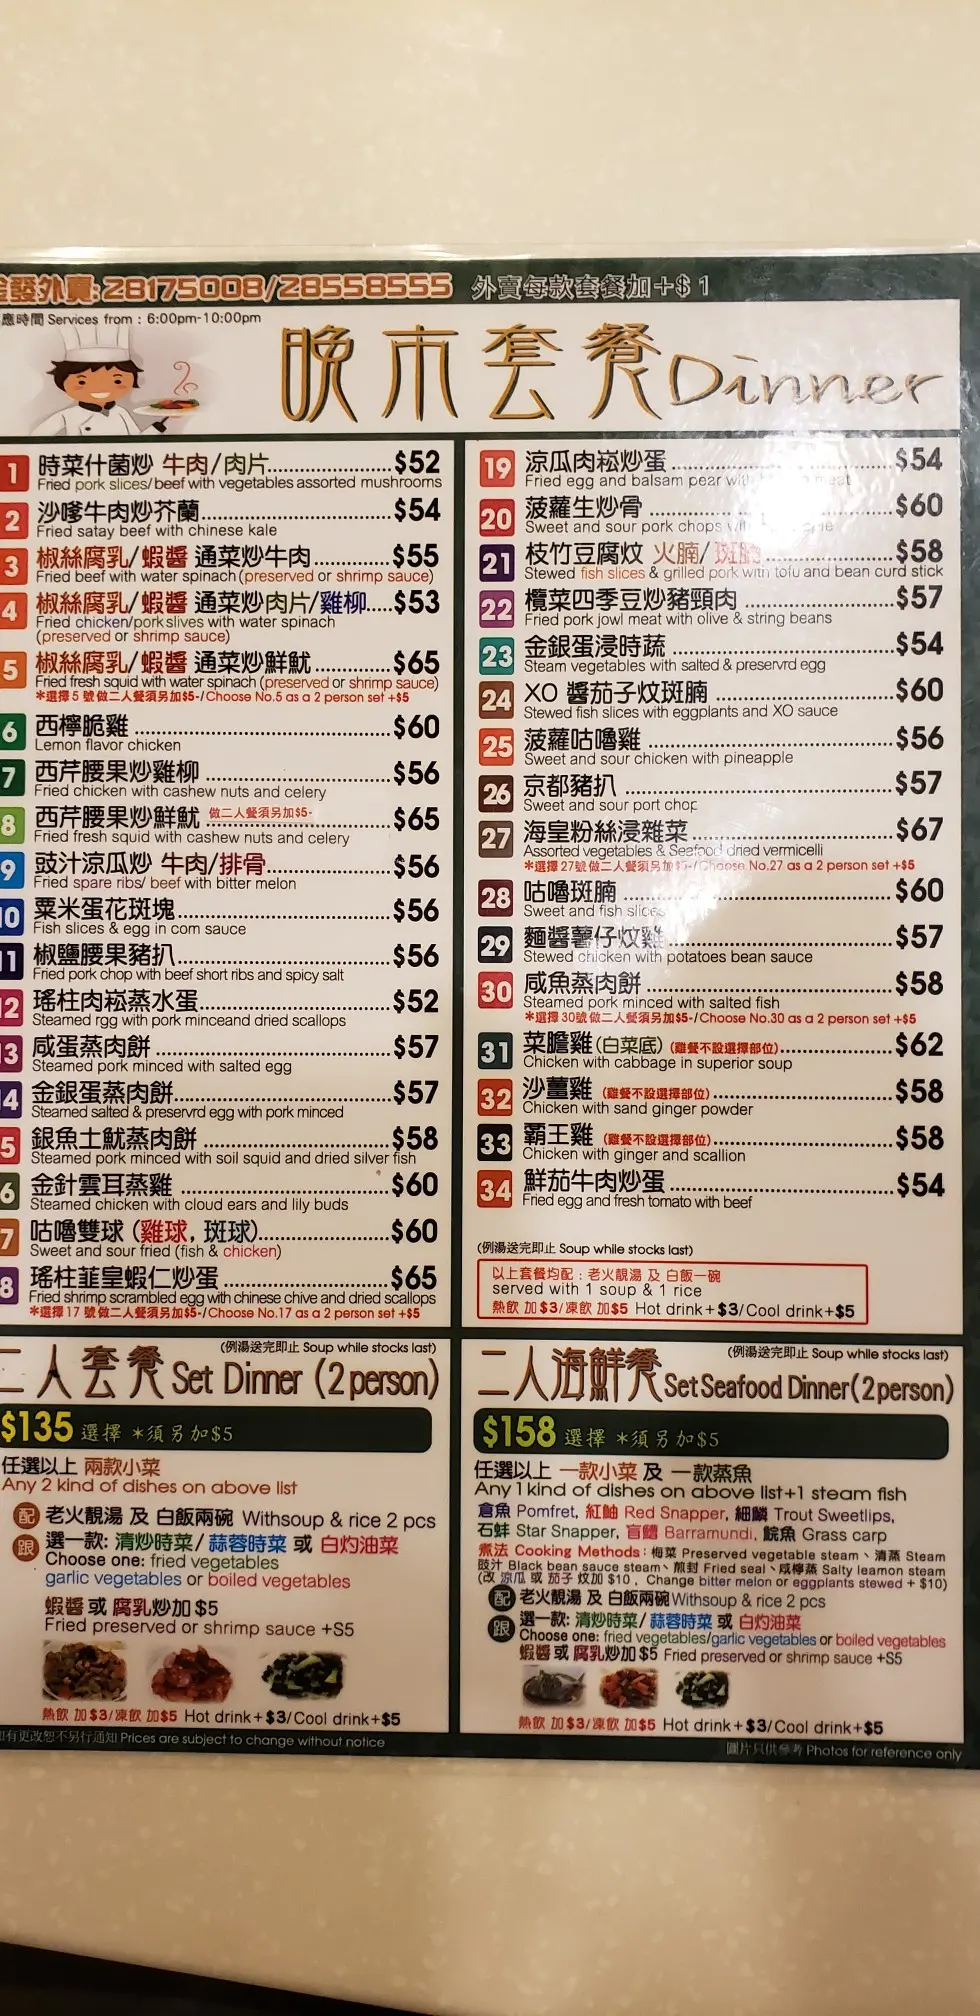 發外賣:28175008/28558555 外賣每款套餐加+$1
應時間 Services from : 6:00pm-10:00pm
晚市套餐Dinner
1 時菜什菌炒 牛肉/肉片 $52
Fried pork slices/beef with vegetables assorted mushrooms
2 沙嗲牛肉炒芥蘭 $54
Fried satay beef with chinese kale
3 椒絲腐乳/蝦醬 通菜炒牛肉 $55
Fried beef with water spinach (preserved or shrimp sauce)
4 椒絲腐乳/蝦醬 通菜炒肉片/雞柳 $53
Fried chicken/pork slives with water spinach
(preserved or shrimp sauce)
5 椒絲腐乳/蝦醬 通菜炒鮮魷 $65
Fried fresh squid with water spinach (preserved or shrimp sauce)
*選擇5 號做二人餐須另加$5-/Choose No.5 as a 2 person set +$5
6 西檸脆雞 $60
Lemon flavor chicken
7 西芹腰果炒雞柳 $56
Fried chicken with cashew nuts and celery
8 西芹腰果炒鮮魷 做二人餐須另加$5- $65
Fried fresh squid with cashew nuts and celery
9 豉汁涼瓜炒 牛肉/排骨 $56
Fried spare ribs/ beef with bitter melon
10 粟米蛋花斑塊 $56
Fish slices & egg in corn sauce
11 椒鹽腰果豬扒 $56
Fried pork chop with beef short ribs and spicy salt
12 瑤柱肉崧蒸水蛋 $52
Steamed rgg with pork minceand dried scallops
3 咸蛋蒸肉餅 $57
Steamed pork minced with salted egg
4 金銀蛋蒸肉餅 $57
Steamed salted & preservrd egg with pork minced
5 銀魚土魷蒸肉餅 $58
Steamed pork minced with soil squid and dried silver fish
6 金針雲耳蒸雞 $60
Steamed chicken with cloud ears and lily buds
7 咕嚕雙球 (雞球, 斑球) $60
Sweet and sour fried (fish & chicken)
8 瑤柱韮皇蝦仁炒蛋 $65
Fried shrimp scrambled egg with chinese chive and dried scallops
*選擇17 號做二人餐須另加$5-/Choose No.17 as a 2 person set +$5
19 涼瓜肉崧炒蛋 $54
Fried egg and balsam pear with meat
20 菠蘿生炒骨 $60
Sweet and sour pork chops
21 枝竹豆腐炆 火腩/ 斑腩 $58
Stewed fish slices & grilled pork with tofu and bean curd stick
22 欖菜四季豆炒豬頸肉 $57
Fried pork jowl meat with olive & string beans
23 金銀蛋浸時蔬 $54
Steam vegetables with salted & preservrd egg
24 XO 醬茄子炆斑腩 $60
Stewed fish slices with eggplants and XO sauce
25 菠蘿咕嚕雞 $56
Sweet and sour chicken with pineapple
26 京都豬扒 $57
Sweet and sour port chop
27 海皇粉絲浸雜菜 $67
Assorted vegetables & Seafood dried vermicelli
*選擇 27號 做二人餐須另加$5-/Choose No.27 as a 2 person set +$5
28 咕嚕斑腩 $60
Sweet and fish slices
29 麵醬薯仔炆雞 $57
Stewed chicken with potatoes bean sauce
30 咸魚蒸肉餅 $58
Steamed pork minced with salted fish
*選擇 30號 做二人餐須另加$5-/Choose No.30 as a 2 person set +$5
31 菜膽雞 (白菜底) (雞餐不設選擇部位) $62
Chicken with cabbage in superior soup
32 沙薑雞 (雞餐不設選擇部位) $58
Chicken with sand ginger powder
33 霸王雞 (雞餐不設選擇部位) $58
Chicken with ginger and scallion
34 鮮茄牛肉炒蛋 $54
Fried egg and fresh tomato with beef
(例湯送完即止 Soup while stocks last)
以上套餐均配 : 老火靚湯 及 白飯一碗
served with 1 soup & 1 rice
熱飲 加 $3/凍飲 加$5 Hot drink+$3/Cool drink+$5
(例湯送完即止 Soup while stocks last)
二人套餐 Set Dinner (2 person)
$135 選擇 *須另加$5
任選以上 兩款小菜
Any 2 kind of dishes on above list
配 老火靚湯 及 白飯兩碗 Withsoup & rice 2 pcs
跟 選一款: 清炒時菜/ 蒜蓉時菜 或 白灼油菜
Choose one: fried vegetables
garlic vegetables or boiled vegetables
蝦醬 或 腐乳炒加 $5
Fried preserved or shrimp sauce +S5
熱飲 加 $3/凍飲 加$5 Hot drink+$3/Cool drink+$5
有更改恕不另行通知 Prices are subject to change without notice
(例湯送完即止 Soup while stocks last)
二人海鮮餐 Set Seafood Dinner(2 person)
$158 選擇 *須另加$5
任選以上 一款小菜 及 一款蒸魚
Any 1 kind of dishes on above list+1 steam fish
倉魚 Pomfret, 紅鮋 Red Snapper, 細鱗 Trout Sweetlips,
石蚌 Star Snapper, 盲鰽 Barramundi, 鯇魚 Grass carp
煮法 Cooking Methods : 梅菜 Preserved vegetable steam、清蒸 Steam
豉汁 Black bean sauce steam、煎封 Fried seal、咸檸蒸 Salty leamon steam
(改 涼瓜 或 茄子 炆加 $10 , Change bitter melon or eggplants stewed + $10)
配 老火靚湯 及 白飯兩碗 Withsoup & rice 2 pcs
跟 選一款: 清炒時菜/ 蒜蓉時菜 或 白灼油菜
Choose one: fried vegetables/garlic vegetables or boiled vegetables
蝦醬 或 腐乳炒加 $5 Fried preserved or shrimp sauce +S5
熱飲 加 $3/凍飲 加$5 Hot drink+$3/Cool drink+$5
圖片只供參考 Photos for reference only